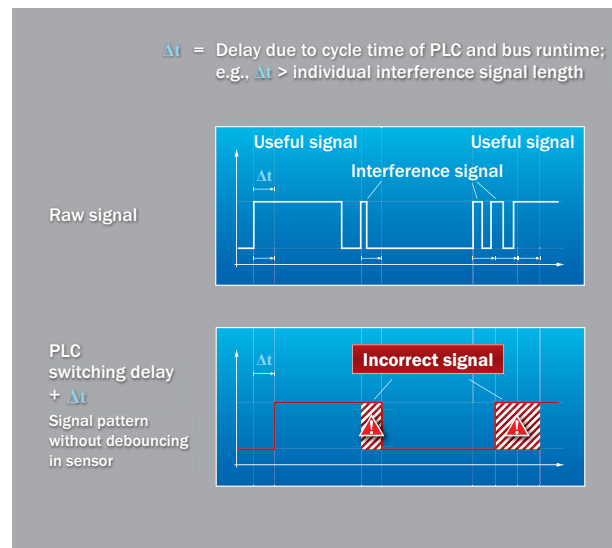 Δt = Delay due to cycle time of PLC and bus runtime;
e.g., Δt > individual interference signal length
Useful signal
Useful signal
Interference signal
Δt
Raw signal
PLC
switching delay
+ Δt
Signal pattern
without debouncing
in sensor
Δt
Incorrect signal
!
!